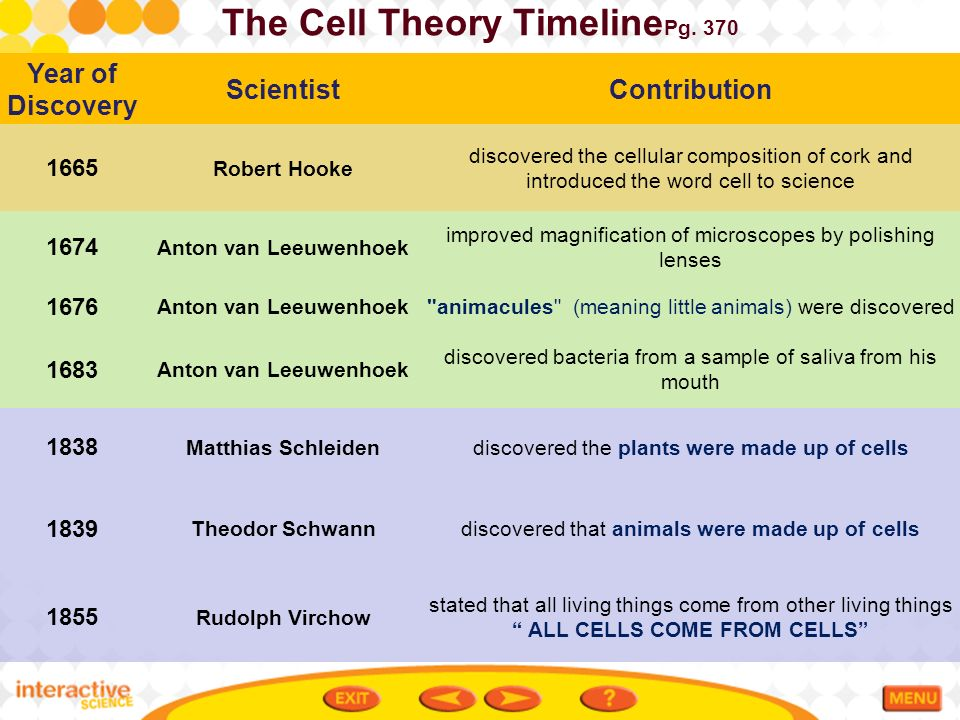 The Cell Theory Timeline Pg. 370
Year of
Discovery
Scientist
Contribution
1665
Robert Hooke
discovered the cellular composition of cork and
introduced the word cell to science
1674
Anton van Leeuwenhoek
improved magnification of microscopes by polishing
lenses
1676
Anton van Leeuwenhoek
"animacules" (meaning little animals) were discovered
1683
Anton van Leeuwenhoek
discovered bacteria from a sample of saliva from his
mouth
1838
Matthias Schleiden
discovered the plants were made up of cells
1839
Theodor Schwann
discovered that animals were made up of cells
1855
Rudolph Virchow
stated that all living things come from other living things
“ ALL CELLS COME FROM CELLS”
interactive
SCIENCE
EXIT
?
MENU